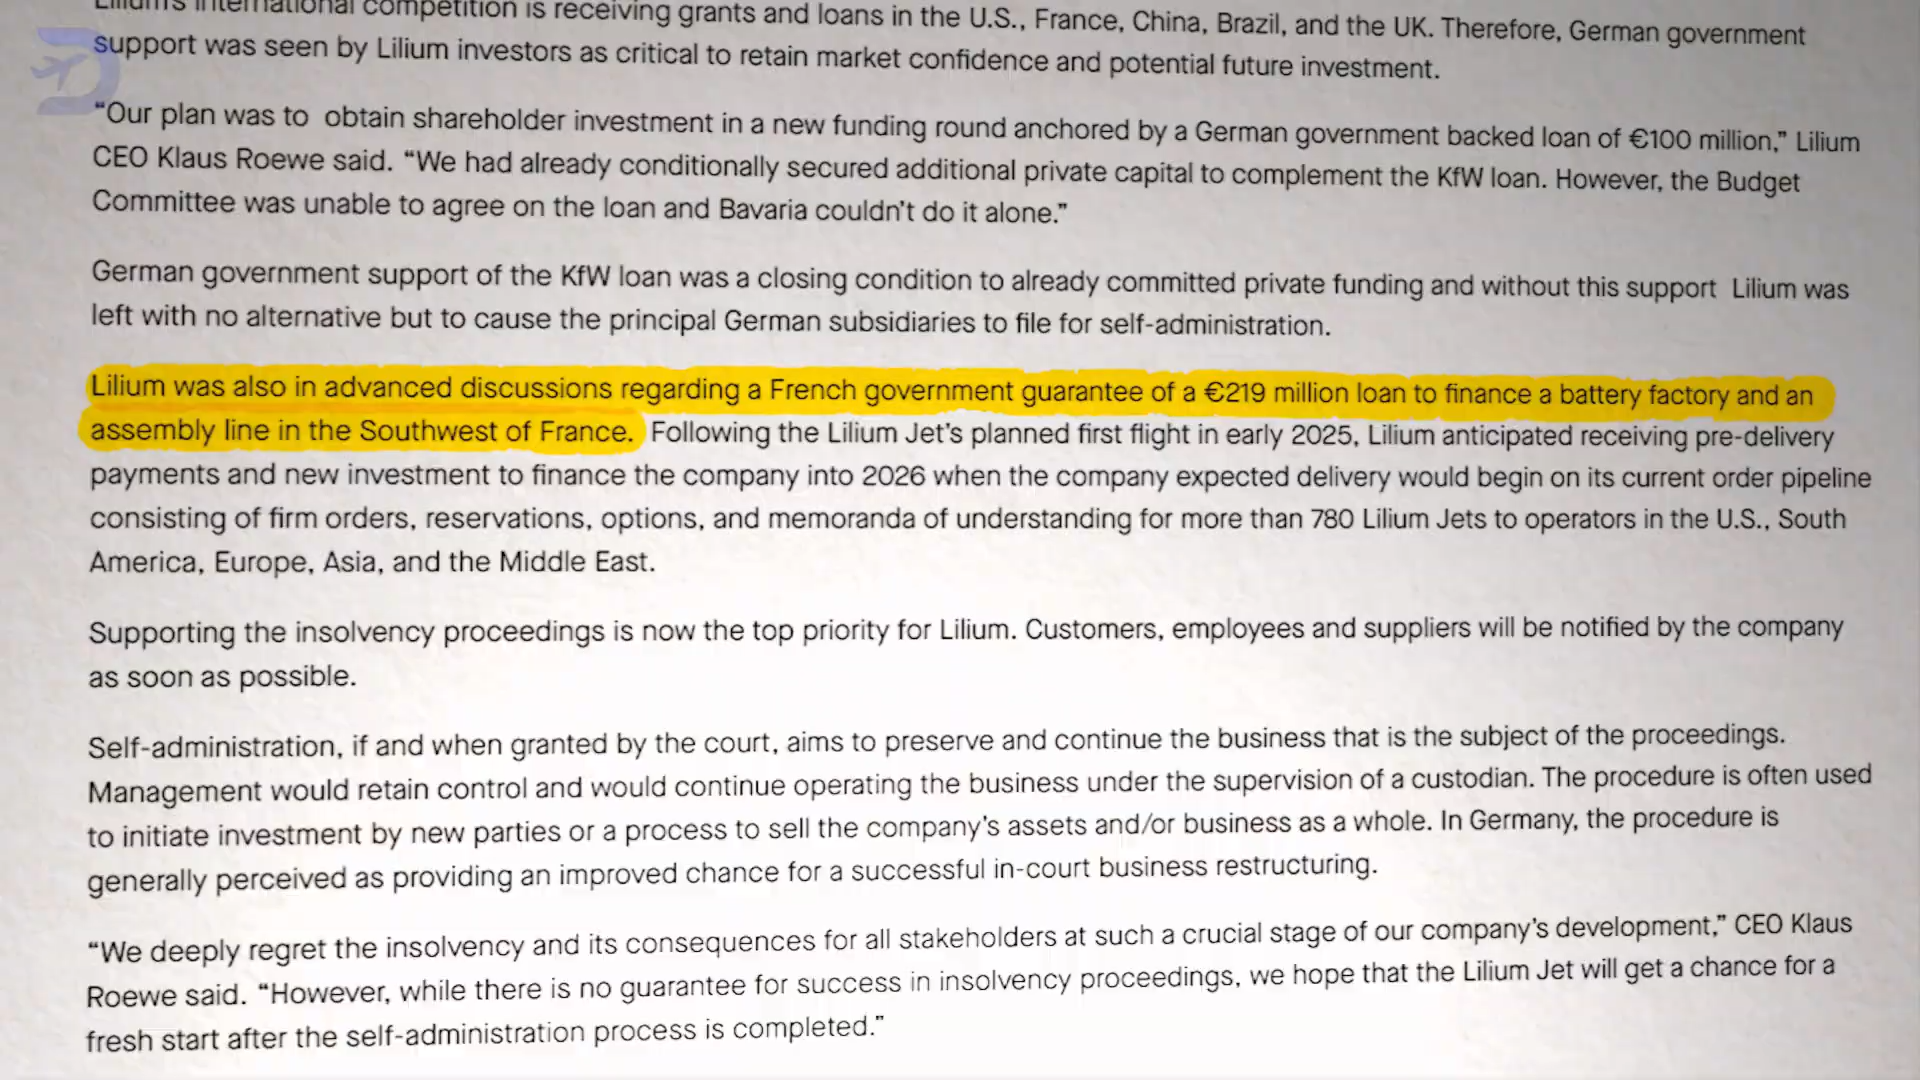 Lilium's international competition is receiving grants and loans in the U.S., France, China, Brazil, and the UK. Therefore, German government
support was seen by Lilium investors as critical to retain market confidence and potential future investment.
“Our plan was to obtain shareholder investment in a new funding round anchored by a German government backed loan of €100 million,” Lilium
CEO Klaus Roewe said. “We had already conditionally secured additional private capital to complement the KfW loan. However, the Budget
Committee was unable to agree on the loan and Bavaria couldn’t do it alone.”
German government support of the KfW loan was a closing condition to already committed private funding and without this support Lilium was
left with no alternative but to cause the principal German subsidiaries to file for self-administration.
Lilium was also in advanced discussions regarding a French government guarantee of a €219 million loan to finance a battery factory and an
assembly line in the Southwest of France. Following the Lilium Jet’s planned first flight in early 2025, Lilium anticipated receiving pre-delivery
payments and new investment to finance the company into 2026 when the company expected delivery would begin on its current order pipeline
consisting of firm orders, reservations, options, and memoranda of understanding for more than 780 Lilium Jets to operators in the U.S., South
America, Europe, Asia, and the Middle East.
Supporting the insolvency proceedings is now the top priority for Lilium. Customers, employees and suppliers will be notified by the company
as soon as possible.
Self-administration, if and when granted by the court, aims to preserve and continue the business that is the subject of the proceedings.
Management would retain control and would continue operating the business under the supervision of a custodian. The procedure is often used
to initiate investment by new parties or a process to sell the company’s assets and/or business as a whole. In Germany, the procedure is
generally perceived as providing an improved chance for a successful in-court business restructuring.
“We deeply regret the insolvency and its consequences for all stakeholders at such a crucial stage of our company’s development,” CEO Klaus
Roewe said. “However, while there is no guarantee for success in insolvency proceedings, we hope that the Lilium Jet will get a chance for a
fresh start after the self-administration process is completed.”